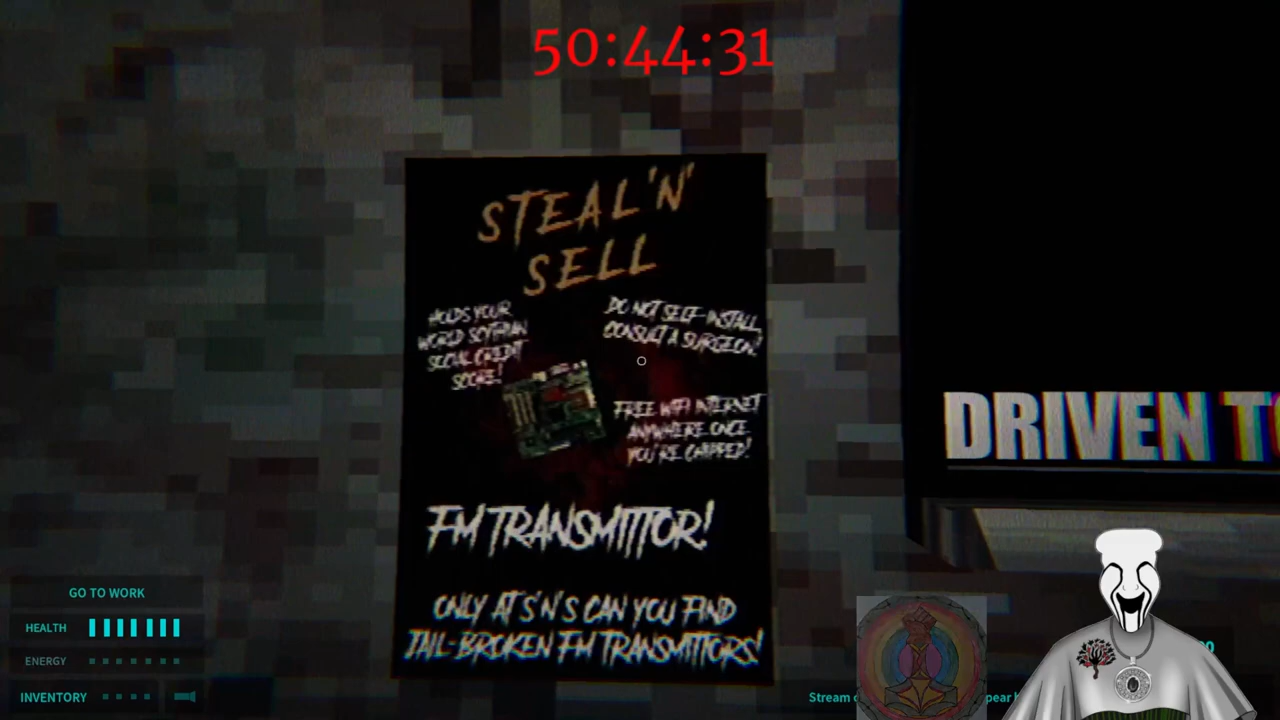 50:44:31
STEAL'N'
SELL
HOLDS YOUR
WORLD SCYTHIAN
SOCIAL CREDIT
SCORE!
DO NOT SELF-INSTALL,
CONSULT A SURGEON!
FREE WIFI INTERNET
ANYWHERE ONCE
YOU'RE CHIPPED!
FM TRANSMITTOR!
ONLY AT S'N'S CAN YOU FIND
JAIL-BROKEN FM TRANSMITTORS!
DRIVEN
GO TO WORK
HEALTH
ENERGY
INVENTORY
Stream